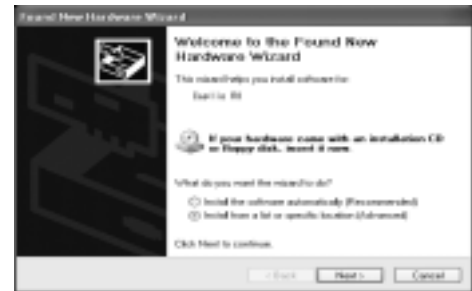 Found New Hardware Wizard
Welcome to the Found New
Hardware Wizard
This wizard helps you install software for:
If your hardware came with an installation CD
or floppy disk, insert it now.
What do you want the wizard to do?
Install the software automatically (Recommended)
Install from a list or specific location (Advanced)
Click Next to continue.
< Back
Next >
Cancel